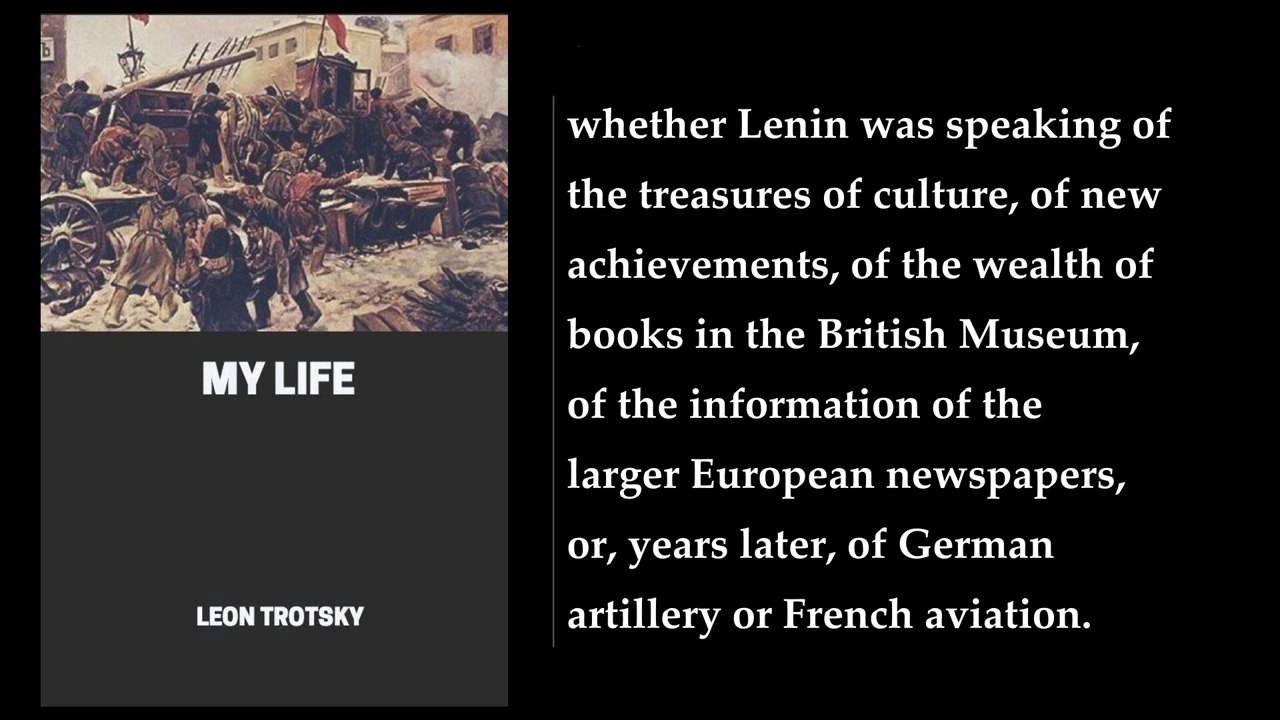 MY LIFE
LEON TROTSKY
whether Lenin was speaking of
the treasures of culture, of new
achievements, of the wealth of
books in the British Museum,
of the information of the
larger European newspapers,
or, years later, of German
artillery or French aviation.